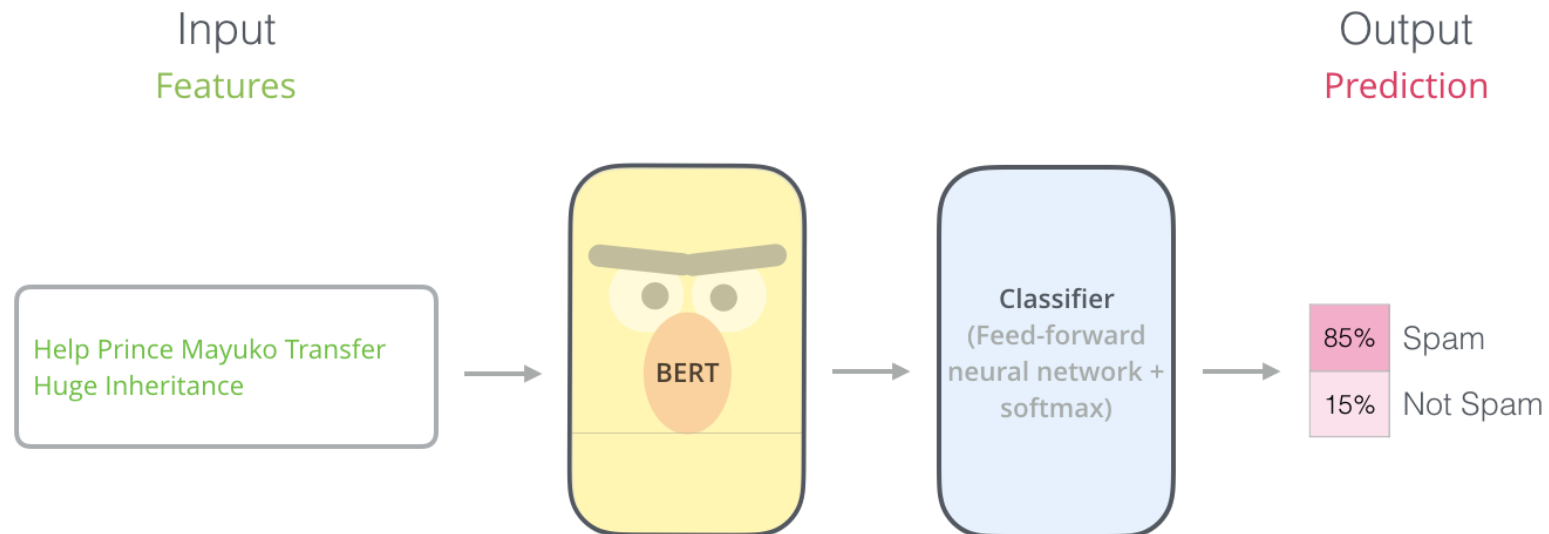 Input
Features
Output
Prediction
Help Prince Mayuko Transfer
Huge Inheritance
BERT
Classifier
(Feed-forward
neural network +
softmax)
85% Spam
15% Not Spam